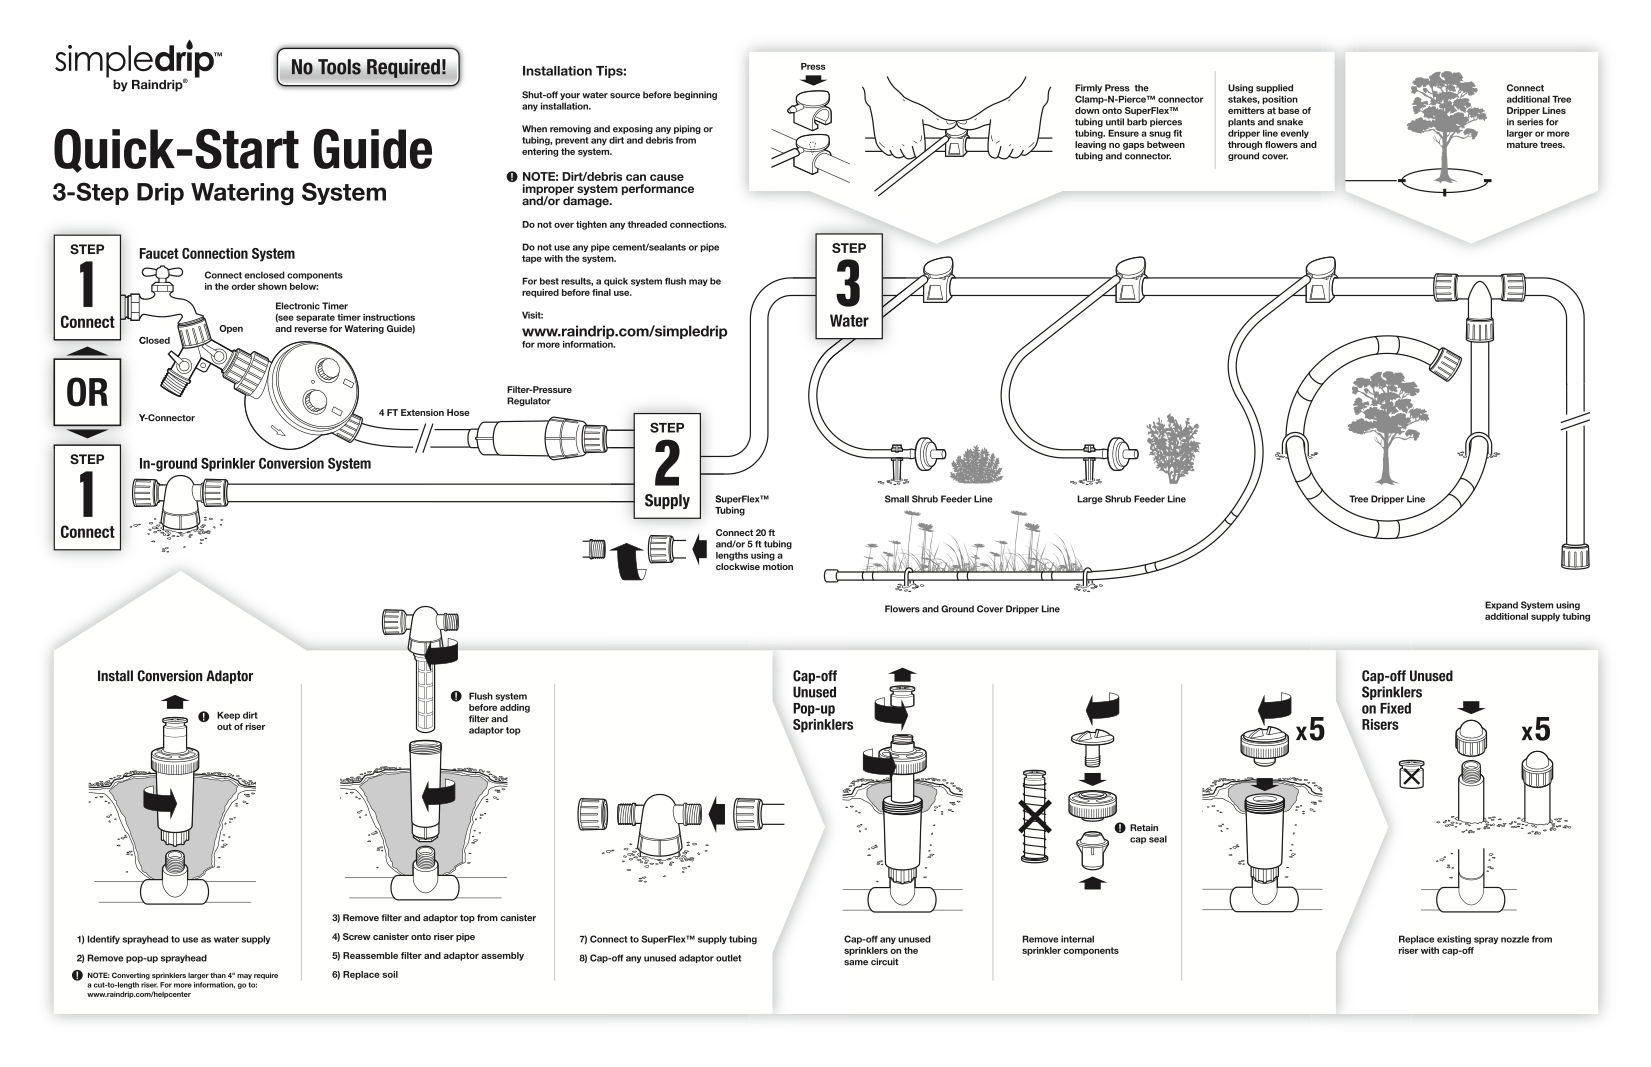 simpledrip™
by Raindrip®
No Tools Required!
Quick-Start Guide
3-Step Drip Watering System
Installation Tips:
Shut-off your water source before beginning
any installation.
When removing and exposing any piping or
tubing, prevent any dirt and debris from
entering the system.
! NOTE: Dirt/debris can cause
improper system performance
and/or damage.
Do not over tighten any threaded connections.
Do not use any pipe cement/sealants or pipe
tape with the system.
For best results, a quick system flush may be
required before final use.
Visit:
www.raindrip.com/simpledrip
for more information.
Press
Firmly Press the
Clamp-N-Pierce™ connector
down onto SuperFlex™
tubing until barb pierces
tubing. Ensure a snug fit
leaving no gaps between
tubing and connector.
Using supplied
stakes, position
emitters at base of
plants and snake
dripper line evenly
through flowers and
ground cover.
Connect
additional Tree
Dripper Lines
in series for
larger or more
mature trees.
STEP
1
Connect
Faucet Connection System
Connect enclosed components
in the order shown below:
Electronic Timer
(see separate timer instructions
and reverse for Watering Guide)
Open
Closed
Y-Connector
OR
4 FT Extension Hose
Filter-Pressure
Regulator
STEP
1
Connect
In-ground Sprinkler Conversion System
STEP
2
Supply
SuperFlex™
Tubing
Connect 20 ft
and/or 5 ft tubing
lengths using a
clockwise motion
STEP
3
Water
Small Shrub Feeder Line
Large Shrub Feeder Line
Tree Dripper Line
Flowers and Ground Cover Dripper Line
Expand System using
additional supply tubing
Install Conversion Adaptor
! Keep dirt
out of riser
1) Identify sprayhead to use as water supply
2) Remove pop-up sprayhead
! NOTE: Converting sprinklers larger than 4" may require
a cut-to-length riser. For more information, go to:
www.raindrip.com/helpcenter
! Flush system
before adding
filter and
adaptor top
3) Remove filter and adaptor top from canister
4) Screw canister onto riser pipe
5) Reassemble filter and adaptor assembly
6) Replace soil
7) Connect to SuperFlex™ supply tubing
8) Cap-off any unused adaptor outlet
Cap-off
Unused
Pop-up
Sprinklers
Cap-off any unused
sprinklers on the
same circuit
! Retain
cap seal
Remove internal
sprinkler components
x5
Cap-off Unused
Sprinklers
on Fixed
Risers
x5
Replace existing spray nozzle from
riser with cap-off